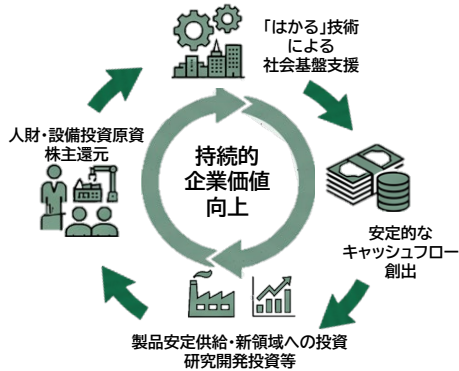 「はかる」技術
による
社会基盤支援
人財・設備投資原資
株主還元
持続的
企業価値
向上
安定的な
キャッシュフロー
創出
製品安定供給・新領域への投資
研究開発投資等